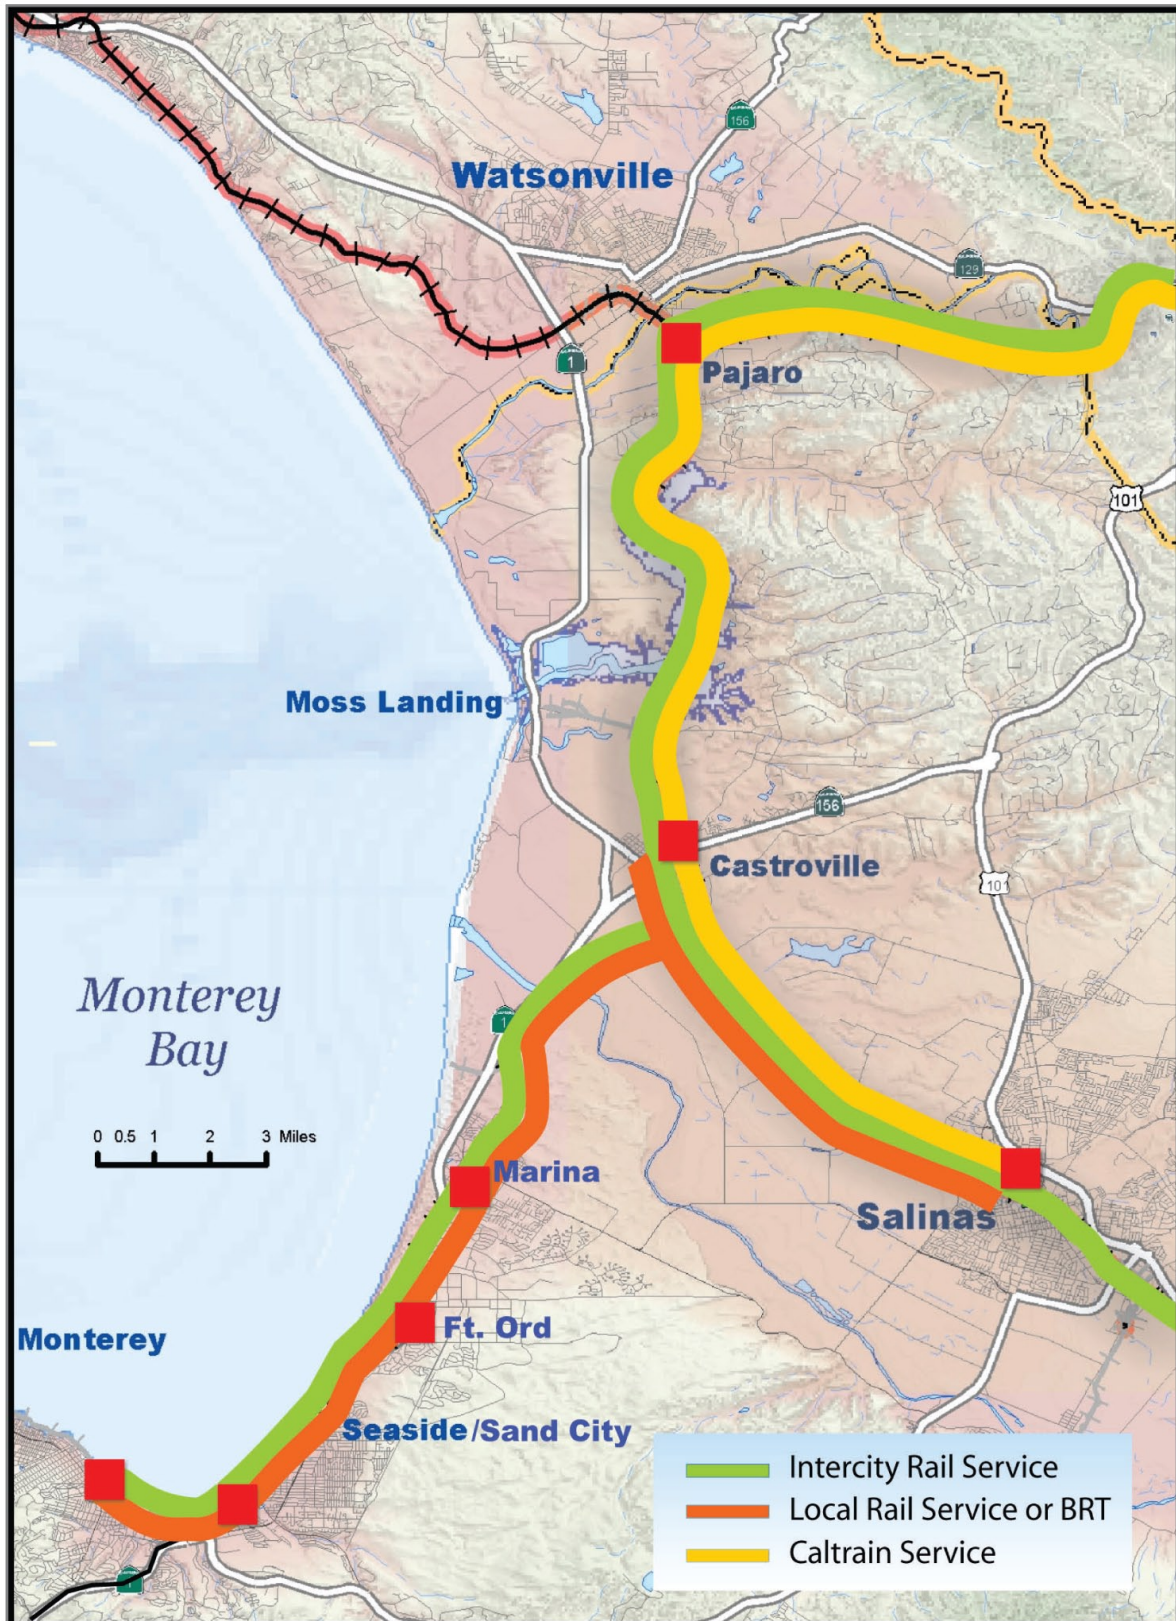 156
Watsonville
129
1
Pajaro
101
Moss Landing
156
Castroville
101
Monterey
Bay
1
0 0.5 1 2 3 Miles
Marina
Salinas
Ft. Ord
Monterey
Seaside/Sand City
Intercity Rail Service
Local Rail Service or BRT
Caltrain Service
1